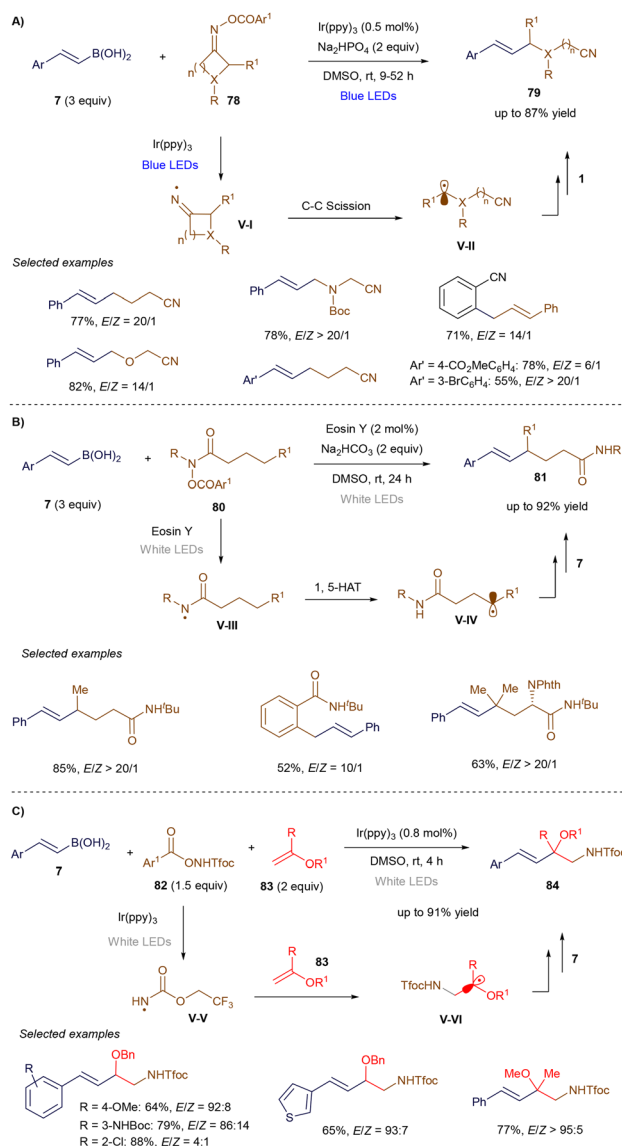 A)
NOCOAr¹
Ar
B(OH)₂
+
n
X
R
R¹
Ir(ppy)₃ (0.5 mol%)
Na₂HPO₄ (2 equiv)
DMSO, rt, 9-52 h
Blue LEDs
Ar
R¹
X
R
n
CN
7 (3 equiv)
78
79
up to 87% yield
Ir(ppy)₃
Blue LEDs
N
R¹
n
X
R
V-I
C-C Scission
R¹
X
R
n
CN
V-II
1
Selected examples
Ph
CN
77%, E/Z = 20/1
Ph
N
Boc
CN
78%, E/Z > 20/1
CN
Ph
71%, E/Z = 14/1
Ph
O
CN
82%, E/Z = 14/1
Ar'
CN
Ar' = 4-CO₂MeC₆H₄: 78%, E/Z = 6/1
Ar' = 3-BrC₆H₄: 55%, E/Z > 20/1
B)
Ar
B(OH)₂
+
R
N
O
R¹
OCOAr¹
Eosin Y (2 mol%)
Na₂HCO₃ (2 equiv)
DMSO, rt, 24 h
White LEDs
Ar
R¹
NHR
O
7 (3 equiv)
80
81
up to 92% yield
Eosin Y
White LEDs
R
N
O
R¹
V-III
1, 5-HAT
R
N
H
O
R¹
V-IV
7
Selected examples
Ph
Me
NHᵗBu
O
85%, E/Z > 20/1
O
NHᵗBu
Ph
52%, E/Z = 10/1
Ph
Me
Me
NPhth
NHᵗBu
O
63%, E/Z > 20/1
C)
Ar
B(OH)₂
+
Ar¹
O
ONHTfoc
+
R
OR¹
Ir(ppy)₃ (0.8 mol%)
DMSO, rt, 4 h
White LEDs
Ar
R
OR¹
NHTfoc
7
82 (1.5 equiv)
83 (2 equiv)
up to 91% yield
84
Ir(ppy)₃
White LEDs
HN
O
O
CF₃
V-V
R
83
OR¹
TfocHN
R
OR¹
V-VI
7
Selected examples
R
OBn
NHTfoc
R = 4-OMe: 64%, E/Z = 92:8
R = 3-NHBoc: 79%, E/Z = 86:14
R = 2-Cl: 88%, E/Z = 4:1
S
OBn
NHTfoc
65%, E/Z = 93:7
Ph
MeO
Me
NHTfoc
77%, E/Z > 95:5